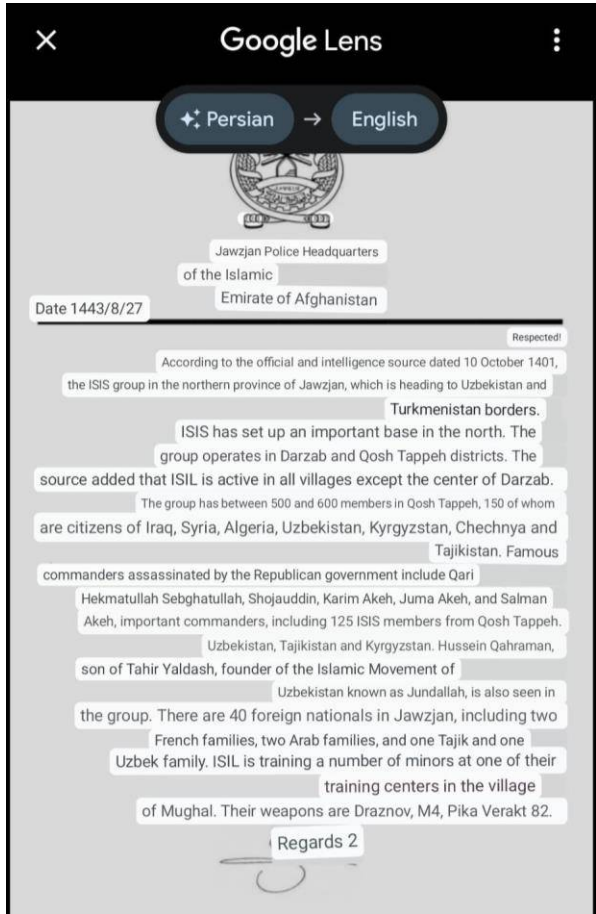 Google Lens
Persian → English
Jawzjan Police Headquarters
of the Islamic
Emirate of Afghanistan
Date 1443/8/27
Respected!
According to the official and intelligence source dated 10 October 1401,
the ISIS group in the northern province of Jawzjan, which is heading to Uzbekistan and
Turkmenistan borders.
ISIS has set up an important base in the north. The
group operates in Darzab and Qosh Tappeh districts. The
source added that ISIL is active in all villages except the center of Darzab.
The group has between 500 and 600 members in Qosh Tappeh, 150 of whom
are citizens of Iraq, Syria, Algeria, Uzbekistan, Kyrgyzstan, Chechnya and
Tajikistan. Famous
commanders assassinated by the Republican government include Qari
Hekmatullah Sebghatullah, Shojauddin, Karim Akeh, Juma Akeh, and Salman
Akeh, important commanders, including 125 ISIS members from Qosh Tappeh.
Uzbekistan, Tajikistan and Kyrgyzstan. Hussein Qahraman,
son of Tahir Yaldash, founder of the Islamic Movement of
Uzbekistan known as Jundallah, is also seen in
the group. There are 40 foreign nationals in Jawzjan, including two
French families, two Arab families, and one Tajik and one
Uzbek family. ISIL is training a number of minors at one of their
training centers in the village
of Mughal. Their weapons are Draznov, M4, Pika Verakt 82.
Regards 2